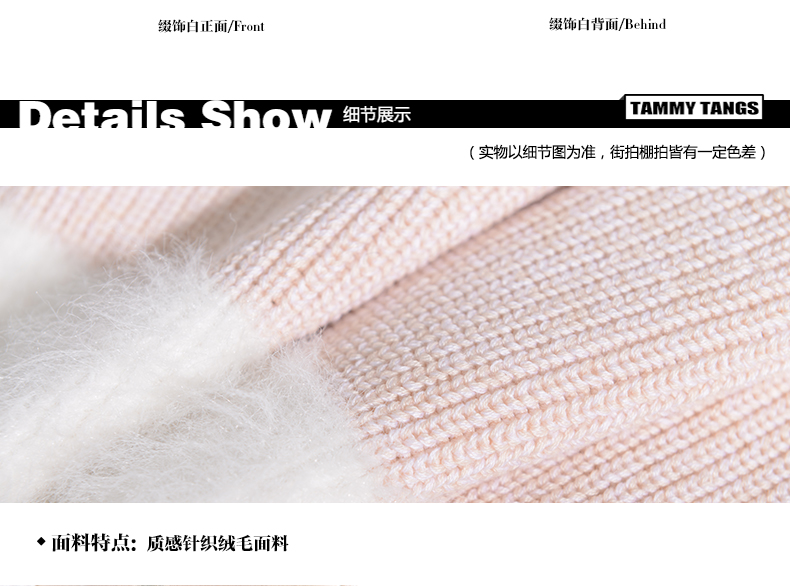 缀饰白正面/Front
缀饰白背面/Behind
Details Show 细节展示
TAMMY TANGS
（实物以细节图为准，街拍棚拍皆有一定色差）
◆ 面料特点: 质感针织绒毛面料